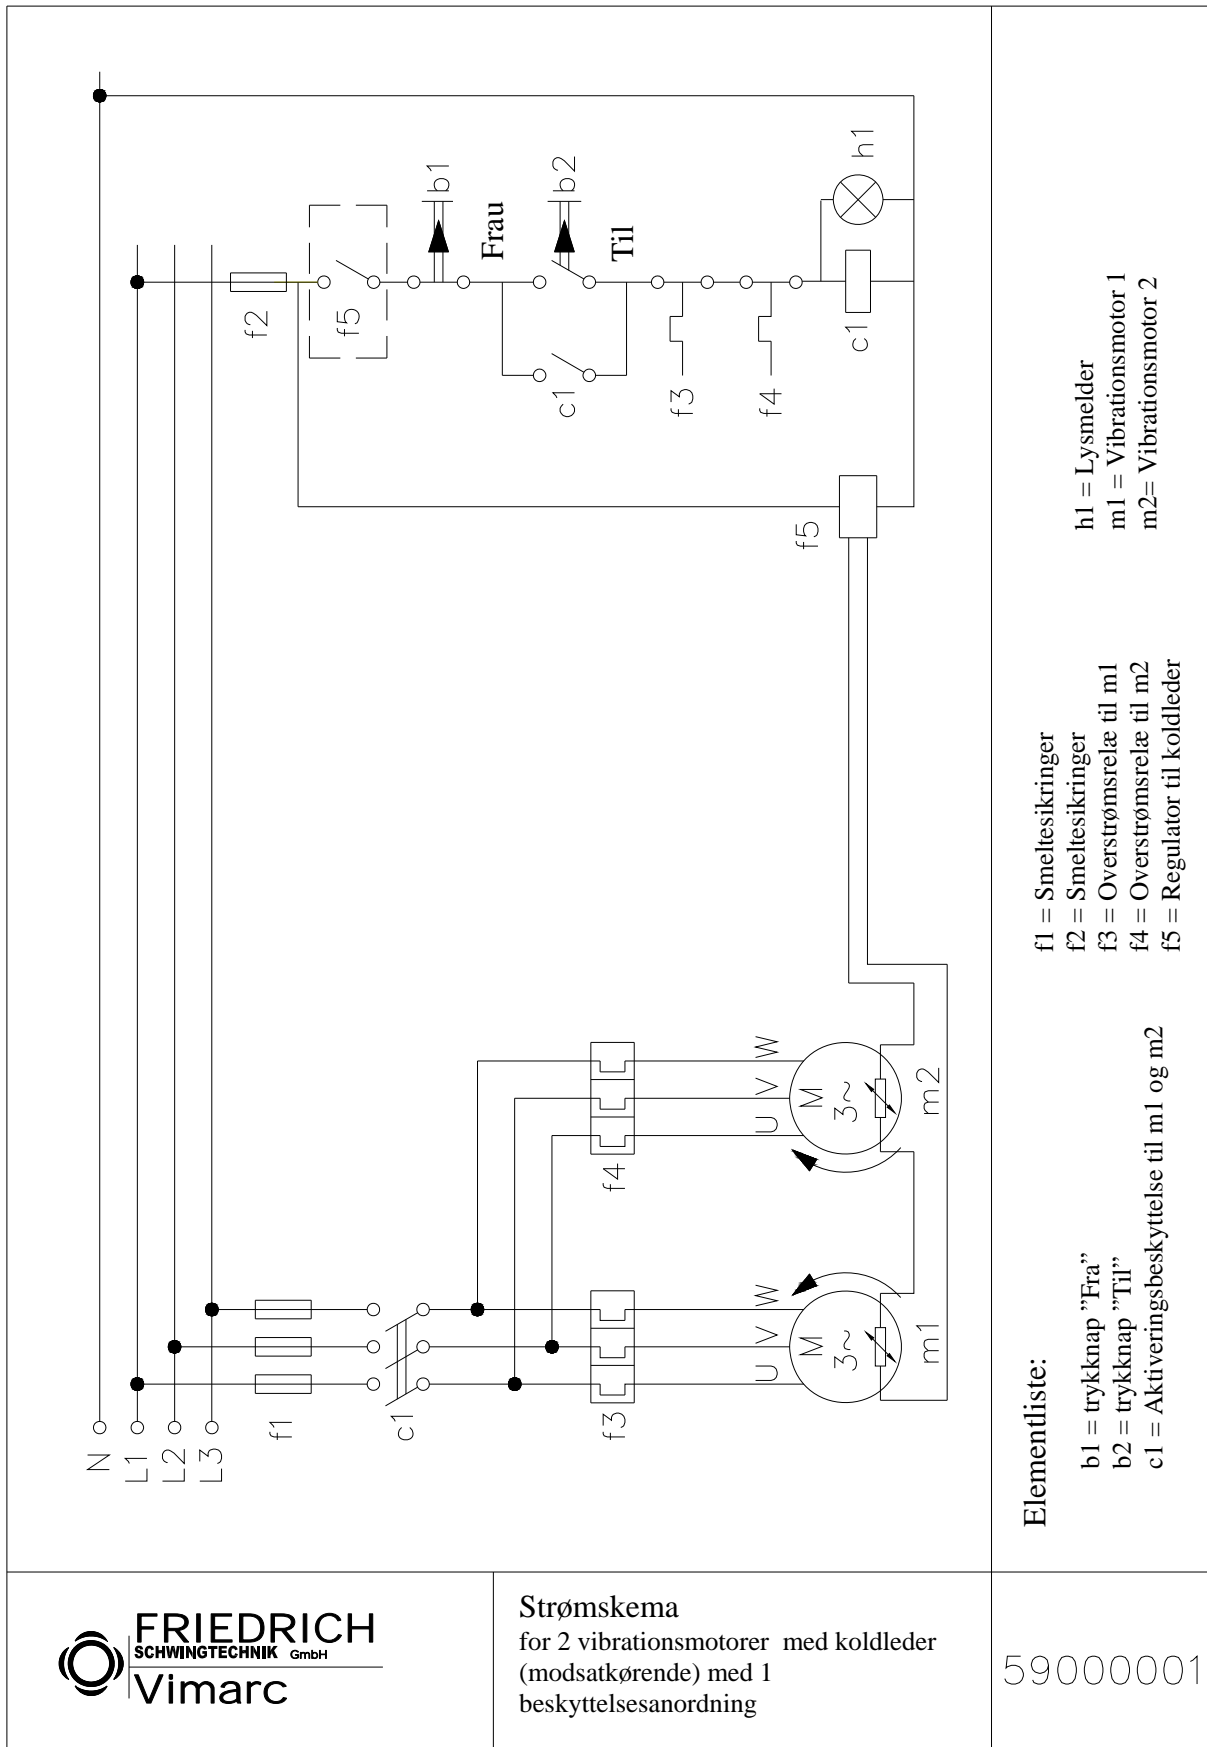 N
L1
L2
L3
f1
c1
f3
U V W
M
3~
m1
f4
U V W
M
3~
m2
f5
f2
f5
b1
Frau
c1
b2
Til
f3
f4
c1
h1
Elementliste:
b1 = trykknap ”Fra”
b2 = trykknap ”Til”
c1 = Aktiveringsbeskyttelse til m1 og m2
f1 = Smeltesikringer
f2 = Smeltesikringer
f3 = Overstrømsrelæ til m1
f4 = Overstrømsrelæ til m2
f5 = Regulator til koldleder
h1 = Lysmelder
m1 = Vibrationsmotor 1
m2= Vibrationsmotor 2
FRIEDRICH
SCHWINGTECHNIK GmbH
Vimarc
Strømskema
for 2 vibrationsmotorer med koldleder
(modsatkørende) med 1
beskyttelsesanordning
59000001